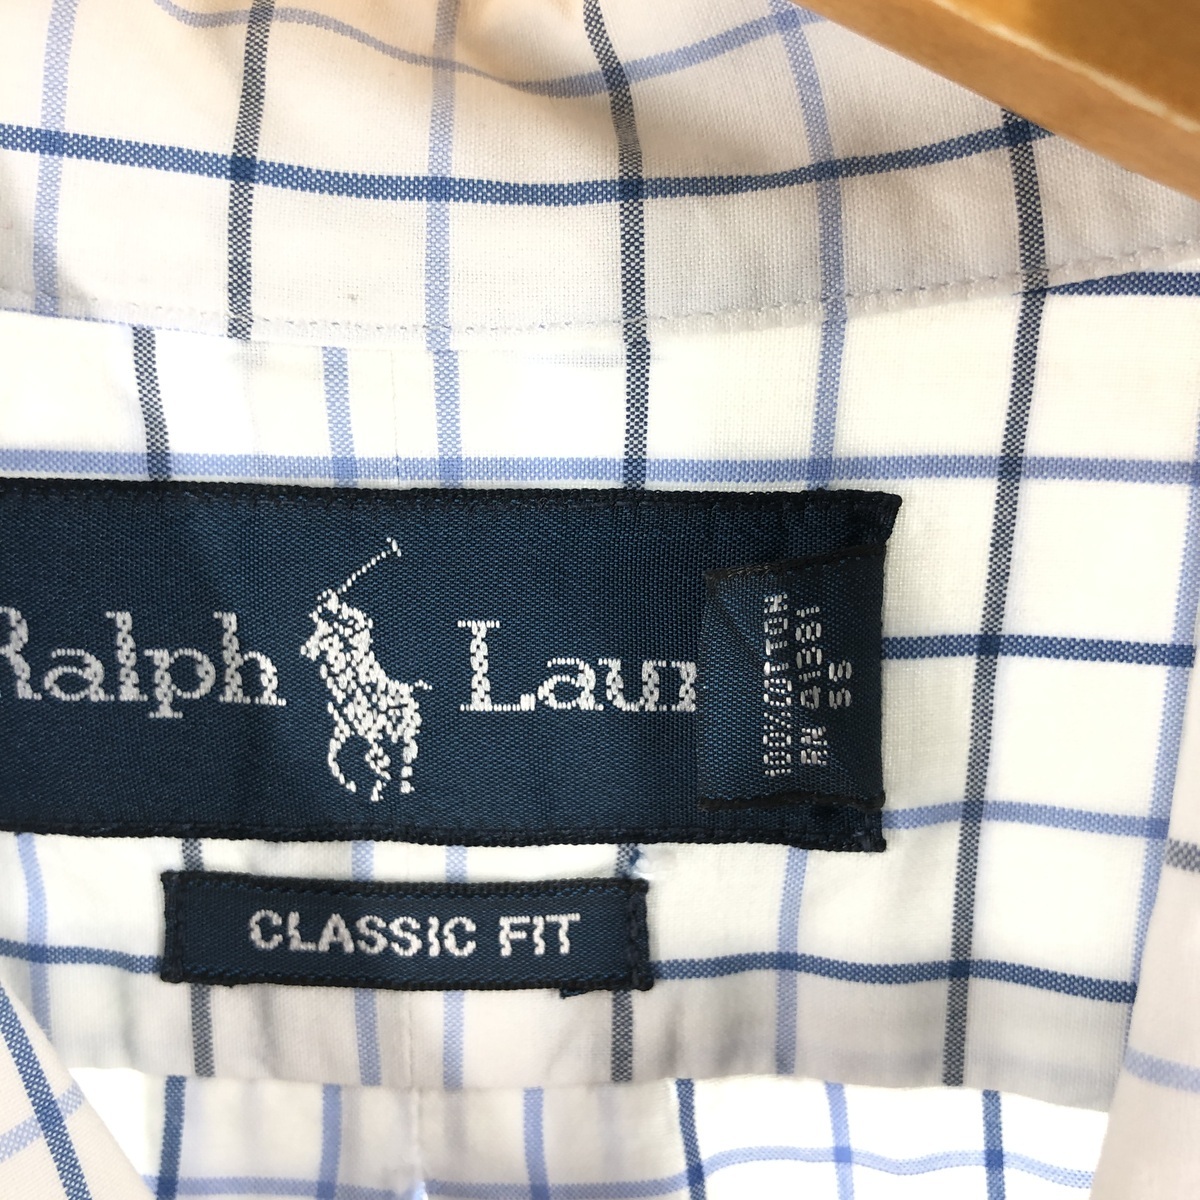 Ralph Laur
100% COTTON
RN 41381
SS
CLASSIC FIT